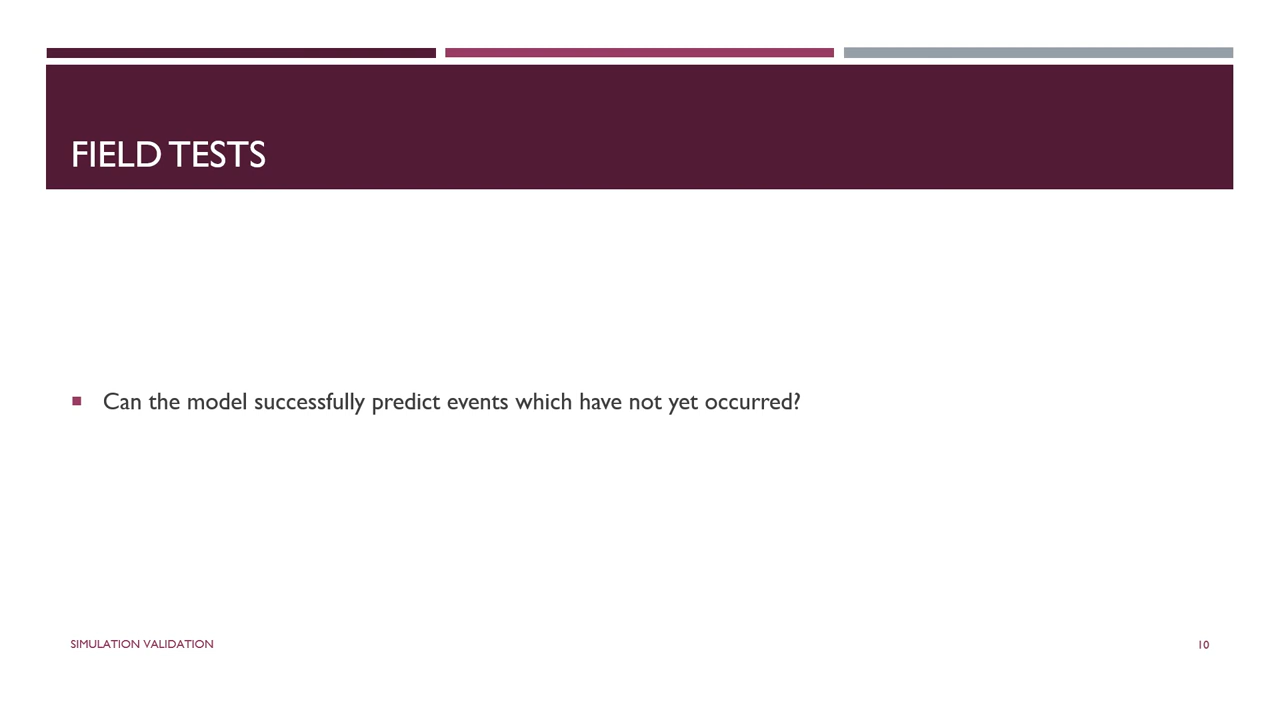 FIELD TESTS
Can the model successfully predict events which have not yet occurred?
SIMULATION VALIDATION
10